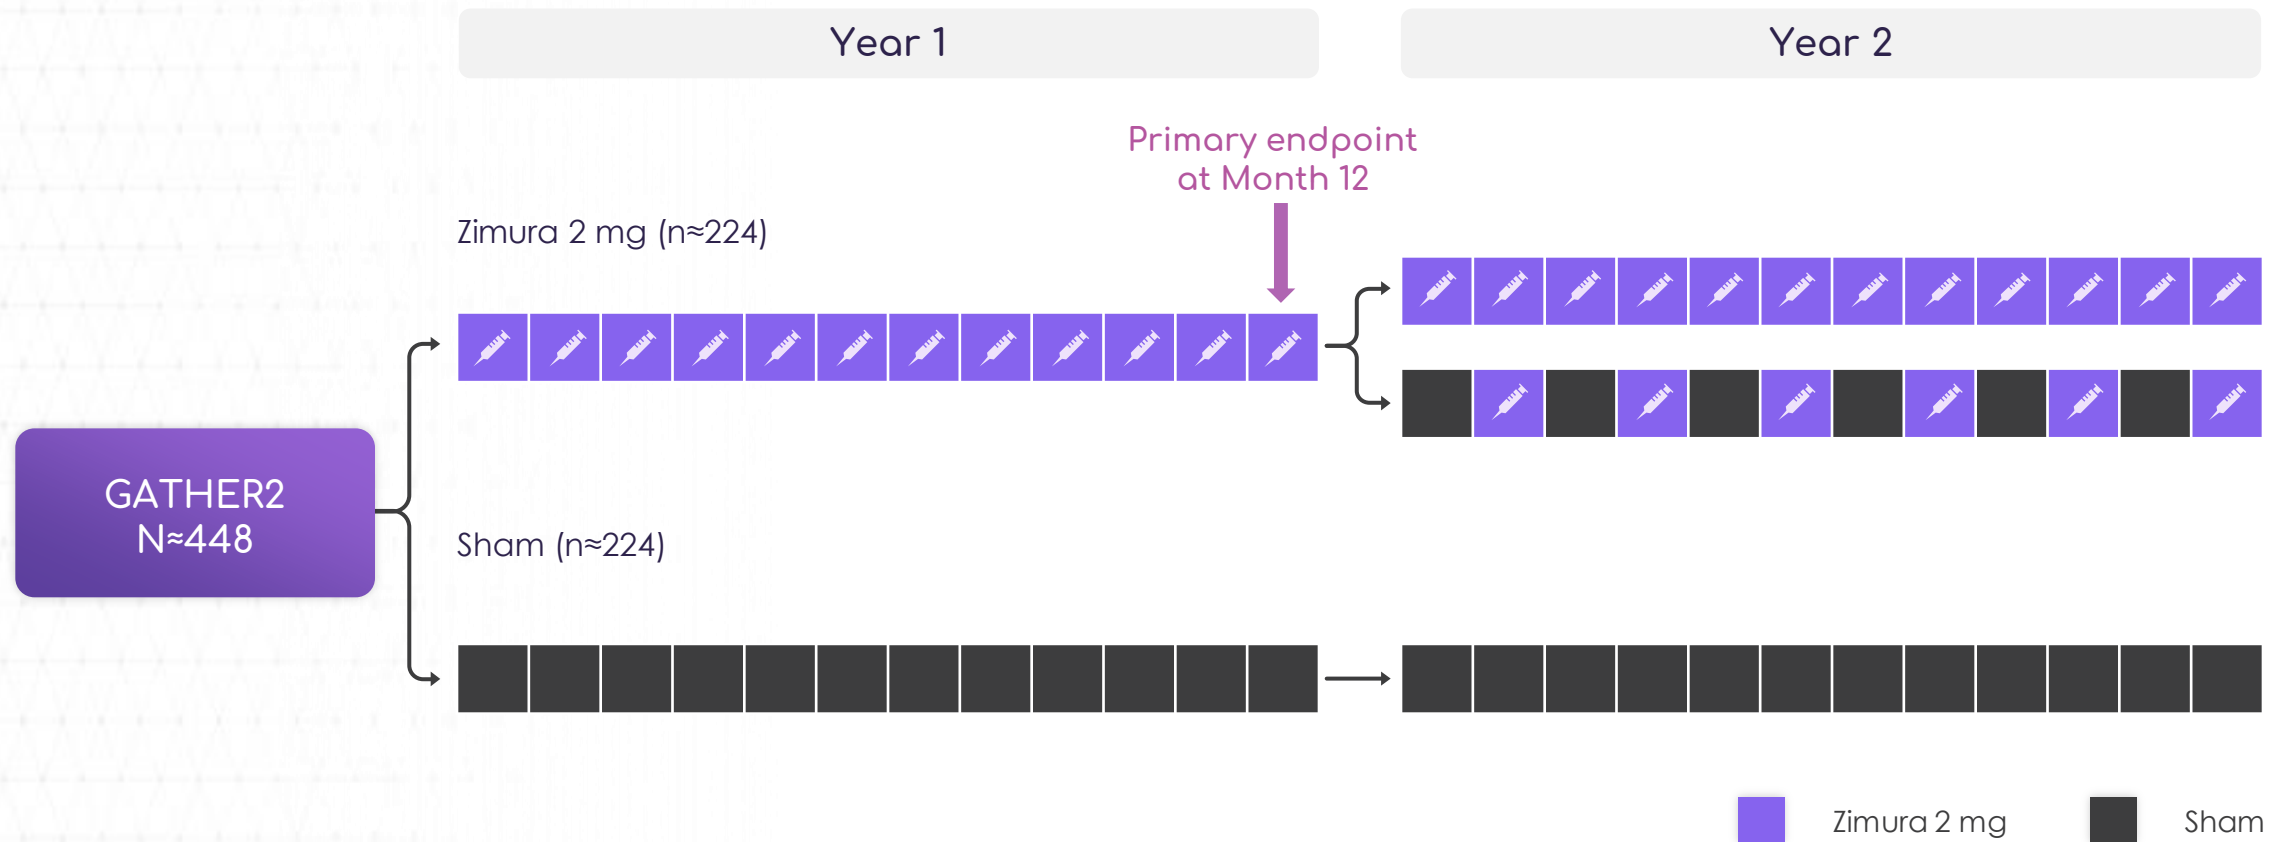 Year 1
Year 2
Primary endpoint
at Month 12
Zimura 2 mg (n≈224)
GATHER2
N≈448
Sham (n≈224)
Zimura 2 mg
Sham